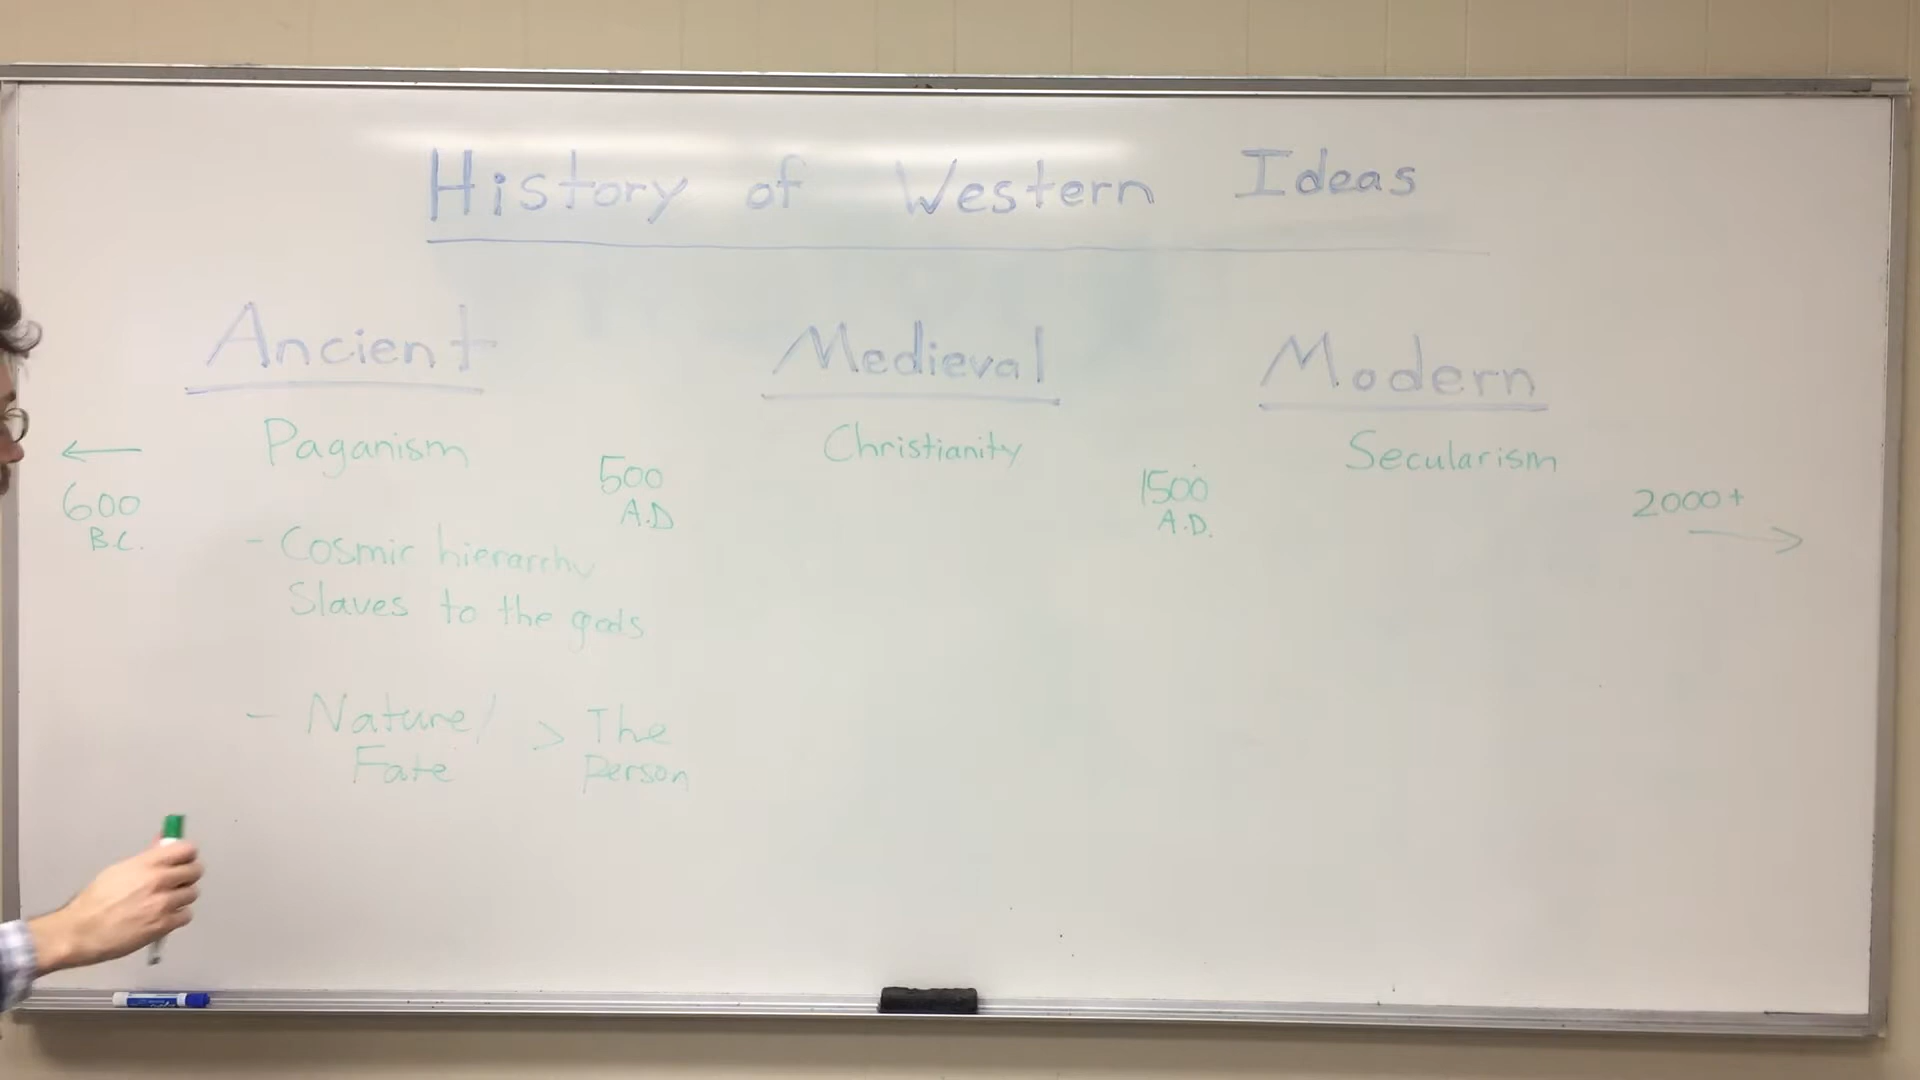 History of Western Ideas
Ancient
Medieval
Modern
Paganism
Christianity
Secularism
600
B.C.
500
A.D
1500
A.D.
2000+
- Cosmic hierarchy
Slaves to the gods
- Nature/ > The
Fate Person